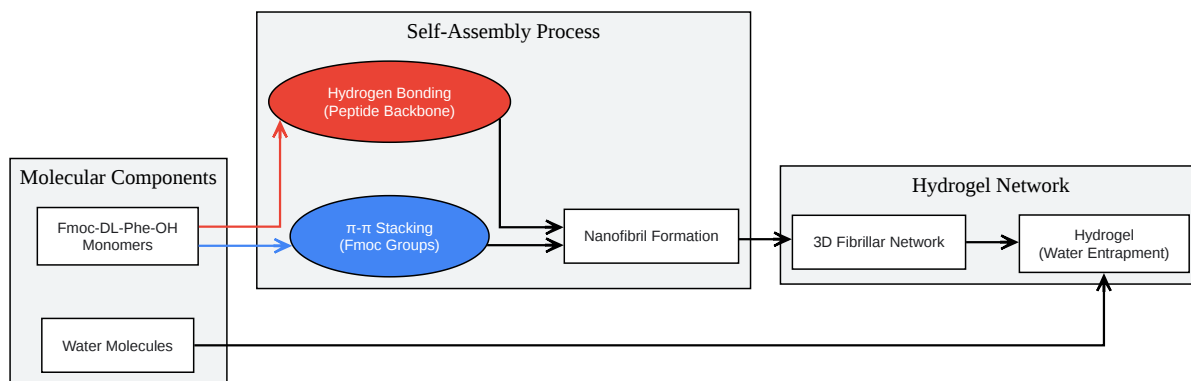 Self-Assembly Process
Hydrogen Bonding
(Peptide Backbone)
Molecular Components
Fmoc-DL-Phe-OH
Monomers
π-π Stacking
(Fmoc Groups)
Nanofibril Formation
Hydrogel Network
3D Fibrillar Network
Hydrogel
(Water Entrapment)
Water Molecules